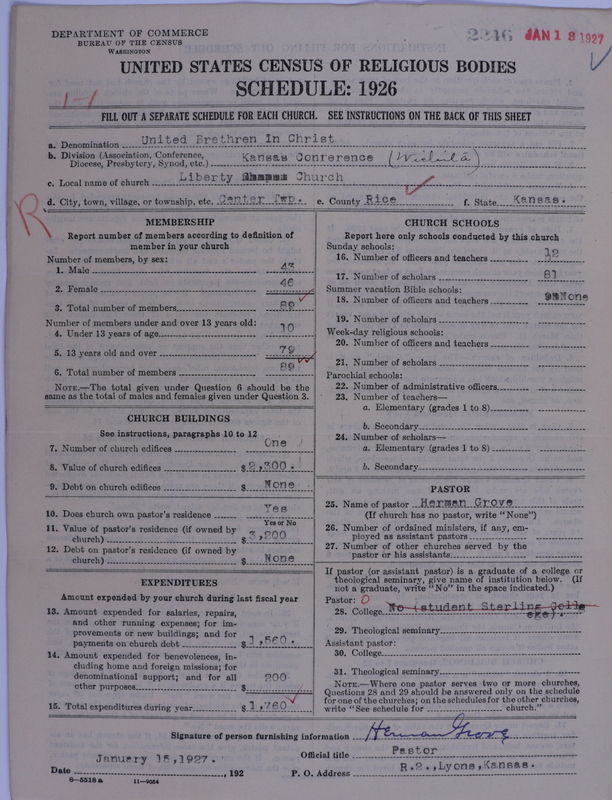 DEPARTMENT OF COMMERCE
BUREAU OF THE CENSUS
WASHINGTON
2246 JAN 18 1927
UNITED STATES CENSUS OF RELIGIOUS BODIES
SCHEDULE: 1926
1-1
FILL OUT A SEPARATE SCHEDULE FOR EACH CHURCH. SEE INSTRUCTIONS ON THE BACK OF THIS SHEET
a. Denomination United Brethren In Christ
b. Division (Association, Conference, Diocese, Presbytery, Synod, etc.) Kansas Conference (Wichita)
c. Local name of church Liberty Church
d. City, town, village, or township, etc. Center Twp. e. County Rice f. State Kansas.
R
MEMBERSHIP
Report number of members according to definition of
member in your church
Number of members, by sex:
1. Male 43
2. Female 46
3. Total number of members 89
Number of members under and over 13 years old:
4. Under 13 years of age 10
5. 13 years old and over 79
6. Total number of members 89
NOTE.—The total given under Question 6 should be the
same as the total of males and females given under Question 3.
CHURCH BUILDINGS
See instructions, paragraphs 10 to 12
7. Number of church edifices One
8. Value of church edifices $2,300.
9. Debt on church edifices $ None
10. Does church own pastor's residence Yes
Yes or No
11. Value of pastor's residence (if owned by
church) $3,200
12. Debt on pastor's residence (if owned by
church) $ None
EXPENDITURES
Amount expended by your church during last fiscal year
13. Amount expended for salaries, repairs,
and other running expenses; for im-
provements or new buildings; and for
payments on church debt $1,560.
14. Amount expended for benevolences, in-
cluding home and foreign missions; for
denominational support; and for all
other purposes $ 200
15. Total expenditures during year $1,760
CHURCH SCHOOLS
Report here only schools conducted by this church
Sunday schools:
16. Number of officers and teachers 12
17. Number of scholars 81
Summer vacation Bible schools:
18. Number of officers and teachers None
19. Number of scholars
Week-day religious schools:
20. Number of officers and teachers
21. Number of scholars
Parochial schools:
22. Number of administrative officers
23. Number of teachers—
a. Elementary (grades 1 to 8)
b. Secondary
24. Number of scholars—
a. Elementary (grades 1 to 8)
b. Secondary
PASTOR
25. Name of pastor Herman Grove
(If church has no pastor, write "None")
26. Number of ordained ministers, if any, em-
ployed as assistant pastors
27. Number of other churches served by the
pastor or his assistants
If pastor (or assistant pastor) is a graduate of a college or
theological seminary, give name of institution below. (If
not a graduate, write "No" in the space indicated.)
Pastor: 0
28. College No (student Sterling Coll
ege).
29. Theological seminary
Assistant pastor:
30. College
31. Theological seminary
NOTE.—Where one pastor serves two or more churches,
Questions 28 and 29 should be answered only on the schedule
for one of the churches; on the schedules for the other churches,
write "See schedule for church."
Signature of person furnishing information Herman Grove
Official title Pastor
January 15, 1927.
Date , 192 P. O. Address R.2., Lyons, Kansas.
8-5518a 11-9054